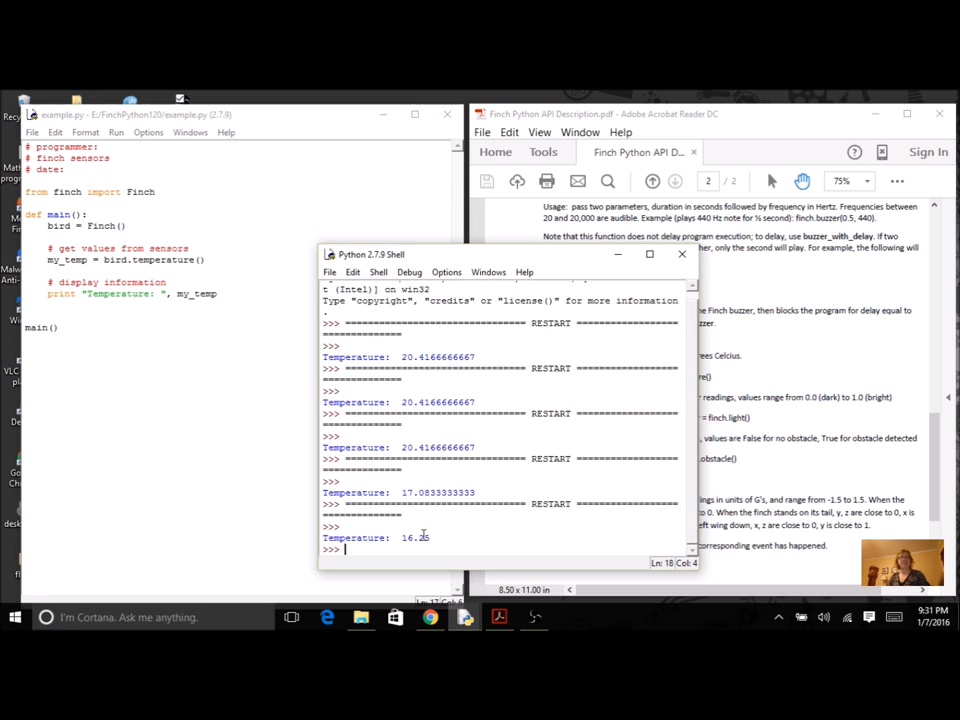 example.py - E:/FinchPython120/example.py (2.7.9)
File Edit Format Run Options Windows Help
# programmer:
# finch sensors
# date:
from finch import Finch
def main():
bird = Finch()
# get values from sensors
my_temp = bird.temperature()
# display information
print "Temperature: ", my_temp
main()
Finch Python API Description.pdf - Adobe Acrobat Reader DC
File Edit View Window Help
Home Tools Finch Python API D... × Sign In
2 / 2 75%
Usage: pass two parameters, duration in seconds followed by frequency in Hertz. Frequencies between
20 and 20,000 are audible. Example (plays 440 Hz note for ½ second): finch.buzzer(0.5, 440).
Note that this function does not delay program execution; to delay, use buzzer_with_delay. If two
her, only the second will play. For example, the following will
he Finch buzzer, then blocks the program for delay equal to
zzer.
rees Celcius.
re()
r readings, values range from 0.0 (dark) to 1.0 (bright)
= finch.light()
, values are False for no obstacle, True for obstacle detected
.obstacle()
ngs in units of G's, and range from -1.5 to 1.5. When the
to 0. When the finch stands on its tail, y, z are close to 0, x is
eft wing down, x, z are close to 0, y is close to 1.
corresponding event has happened.
8.50 x 11.00 in
Python 2.7.9 Shell
File Edit Shell Debug Options Windows Help
t (Intel)] on win32
Type "copyright", "credits" or "license()" for more information
.
>>> ================================ RESTART ==================
==============
>>>
Temperature: 20.4166666667
>>> ================================ RESTART ==================
==============
>>>
Temperature: 20.4166666667
>>> ================================ RESTART ==================
==============
>>>
Temperature: 20.4166666667
>>> ================================ RESTART ==================
==============
>>>
Temperature: 17.0833333333
>>> ================================ RESTART ==================
==============
>>>
Temperature: 16.25
>>>
Ln: 18 Col: 4
I'm Cortana. Ask me anything.
9:31 PM
1/7/2016